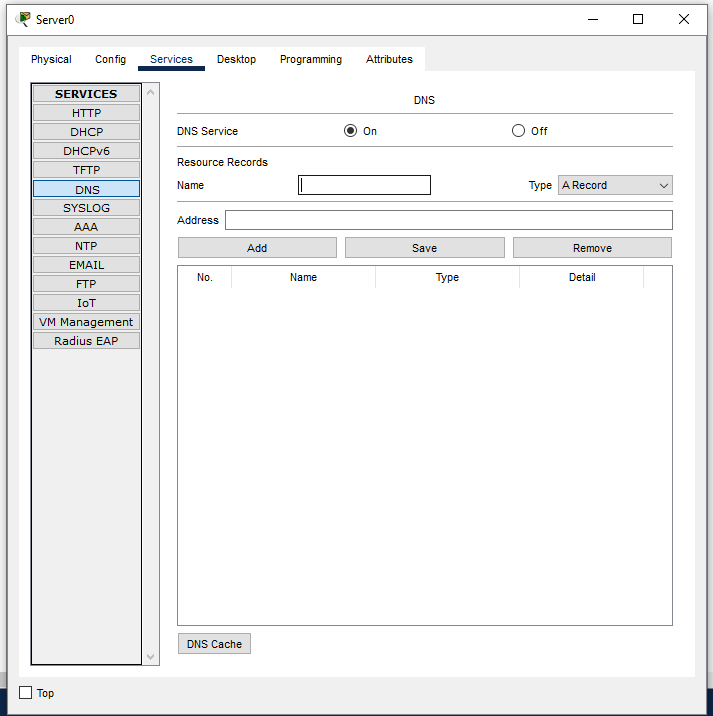 Server0
Physical Config Services Desktop Programming Attributes
SERVICES
HTTP
DHCP
DHCPv6
TFTP
DNS
SYSLOG
AAA
NTP
EMAIL
FTP
IoT
VM Management
Radius EAP
DNS
DNS Service On Off
Resource Records
Name Type A Record
Address
Add Save Remove
No. Name Type Detail
DNS Cache
Top